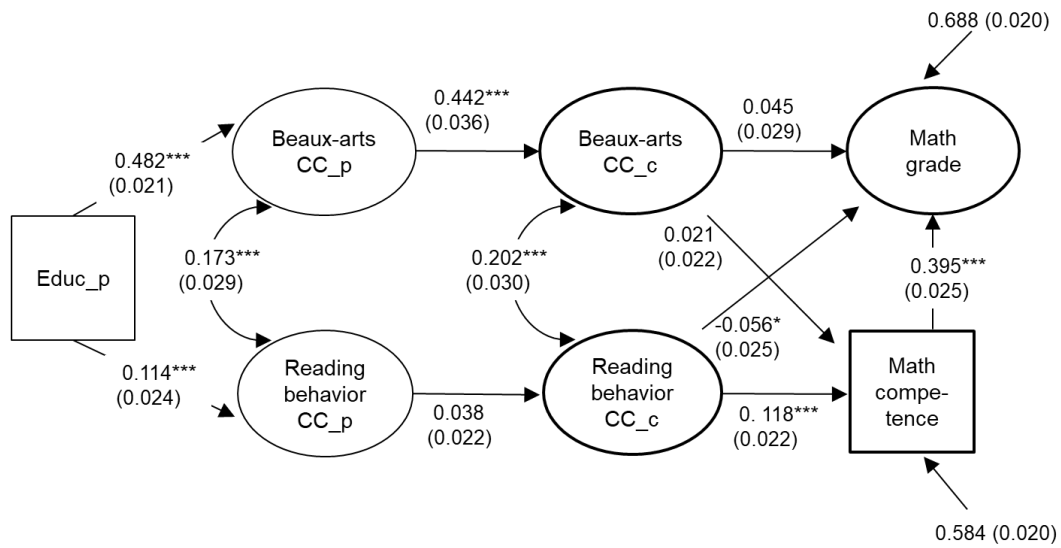 0.688 (0.020)
0.442***
(0.036)
0.045
(0.029)
Beaux-arts
CC_p
Beaux-arts
CC_c
Math
grade
0.482***
(0.021)
0.173***
(0.029)
0.202***
(0.030)
0.021
(0.022)
0.395***
(0.025)
Educ_p
-0.056*
(0.025)
0.114***
(0.024)
Reading
behavior
CC_p
Reading
behavior
CC_c
Math
compe-
tence
0.038
(0.022)
0. 118***
(0.022)
0.584 (0.020)